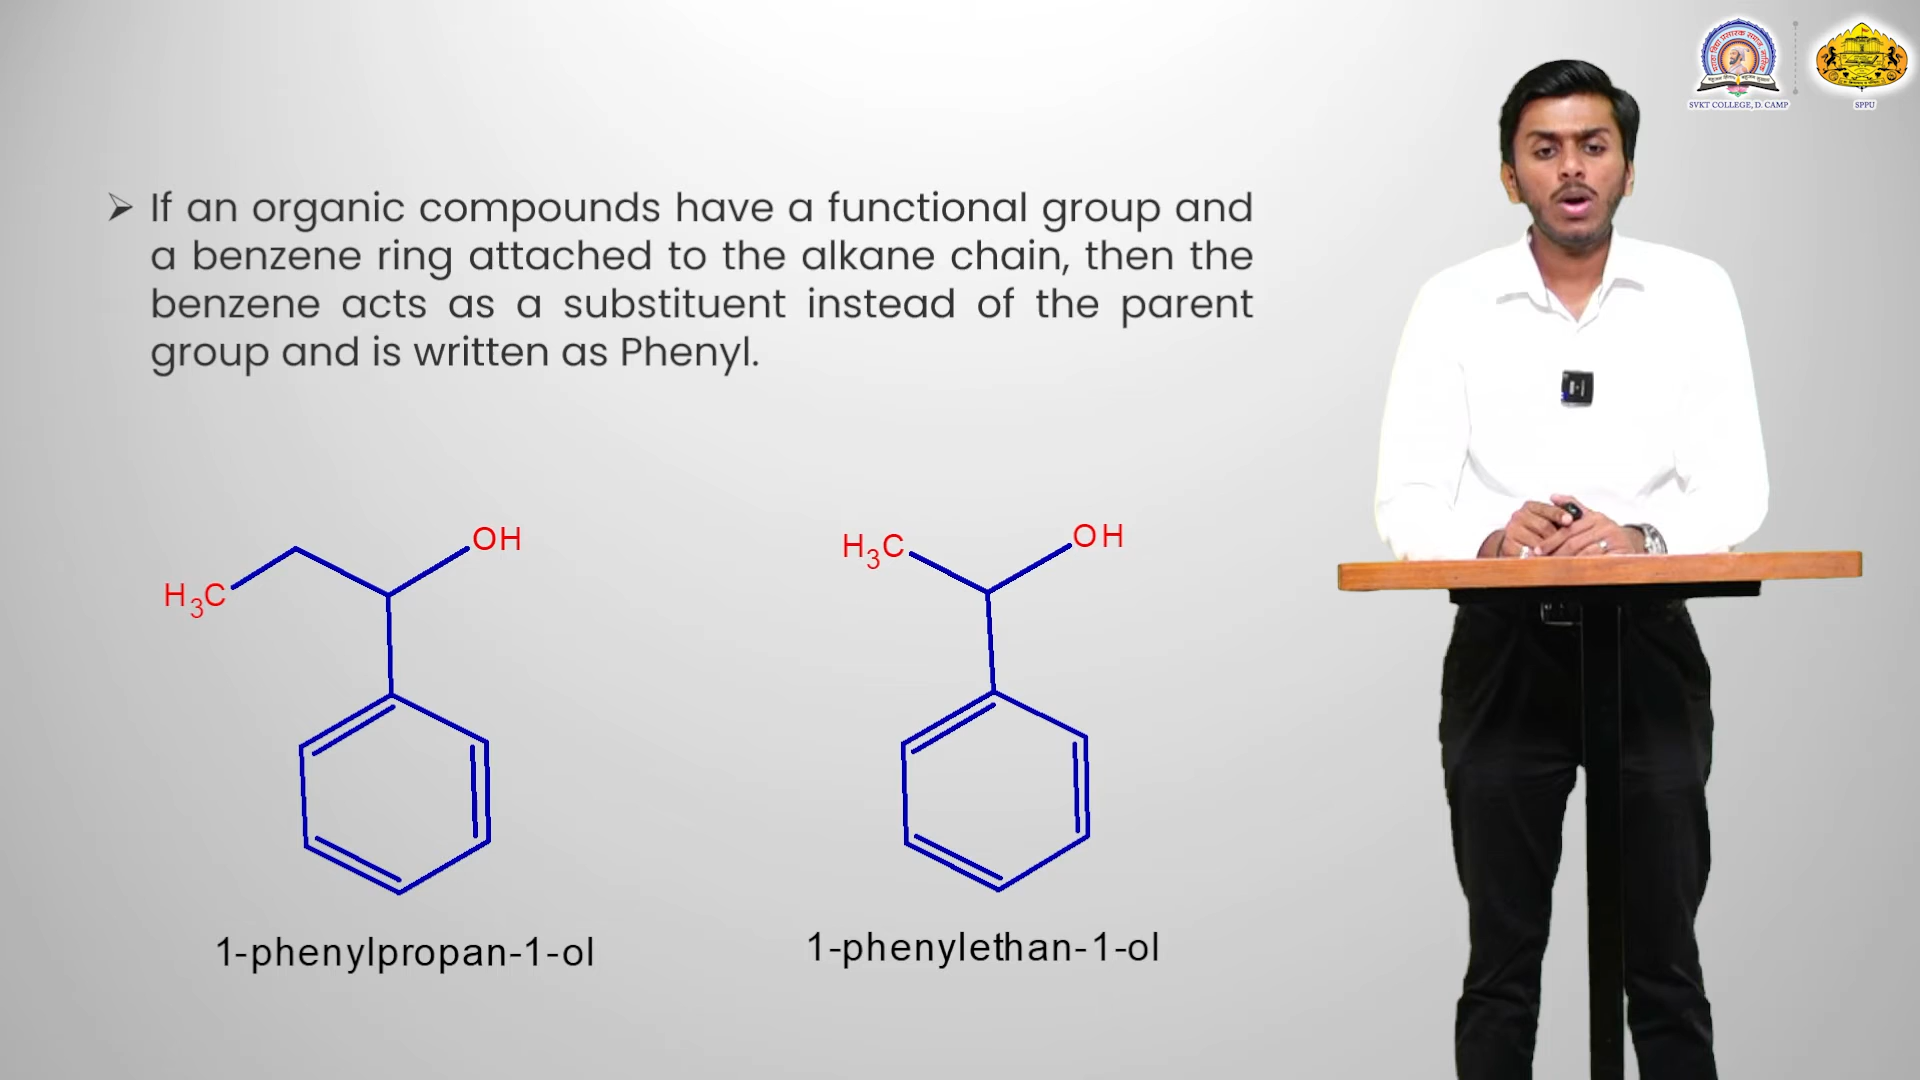 SVKT COLLEGE, D. CAMP
SPPU
If an organic compounds have a functional group and
a benzene ring attached to the alkane chain, then the
benzene acts as a substituent instead of the parent
group and is written as Phenyl.
OH
H3C
H3C
OH
1-phenylpropan-1-ol
1-phenylethan-1-ol